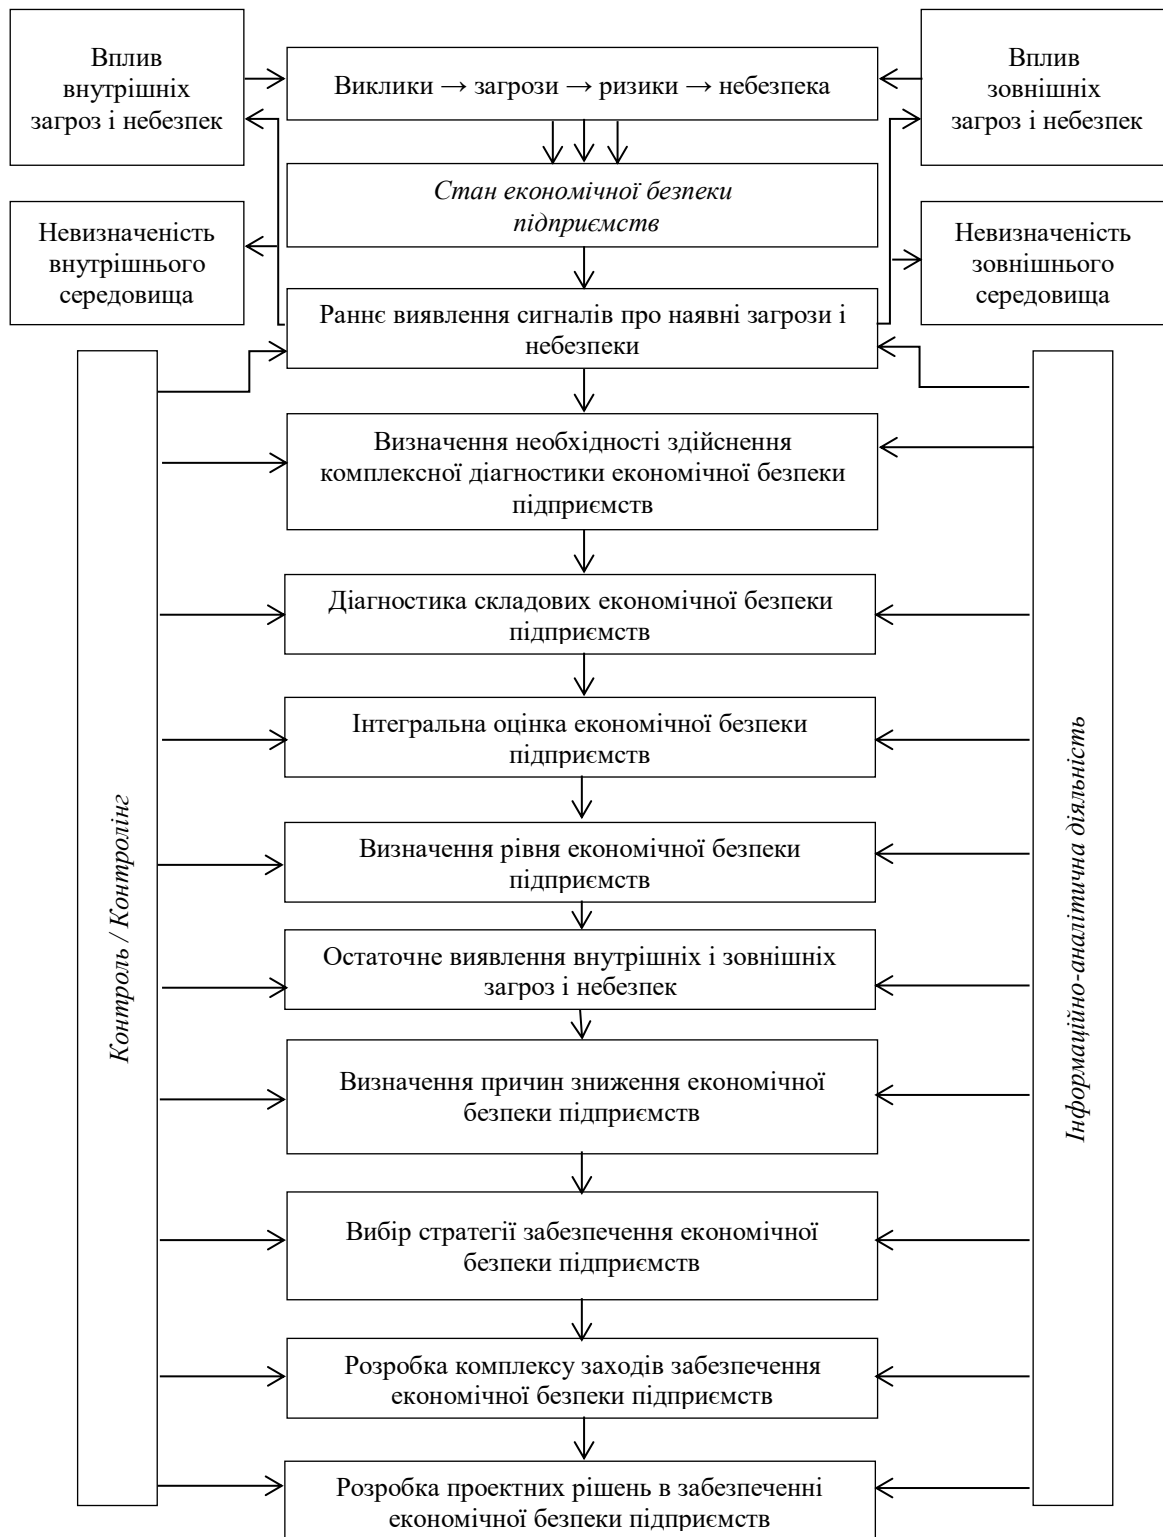 Вплив
внутрішніх
загроз і небезпек
Виклики → загрози → ризики → небезпека
Вплив
зовнішніх
загроз і небезпек
Стан економічної безпеки
підприємств
Невизначеність
внутрішнього
середовища
Невизначеність
зовнішнього
середовища
Раннє виявлення сигналів про наявні загрози і
небезпеки
Визначення необхідності здійснення
комплексної діагностики економічної безпеки
підприємств
Діагностика складових економічної безпеки
підприємств
Інтегральна оцінка економічної безпеки
підприємств
Визначення рівня економічної безпеки
підприємств
Остаточне виявлення внутрішніх і зовнішніх
загроз і небезпек
Визначення причин зниження економічної
безпеки підприємств
Вибір стратегії забезпечення економічної
безпеки підприємств
Розробка комплексу заходів забезпечення
економічної безпеки підприємств
Розробка проектних рішень в забезпеченні
економічної безпеки підприємств
Контроль / Контролінг
Інформаційно-аналітична діяльність